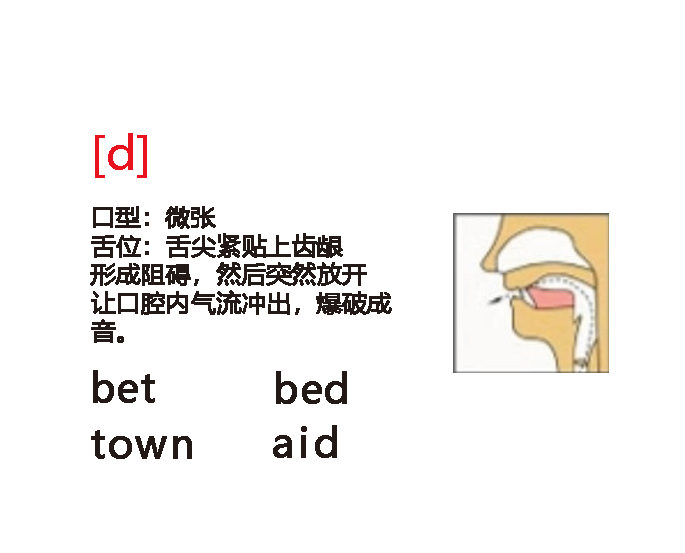 [d]
口型：微张
舌位：舌尖紧贴上齿龈
形成阻碍，然后突然放开
让口腔内气流冲出，爆破成
音。
bet bed
town aid